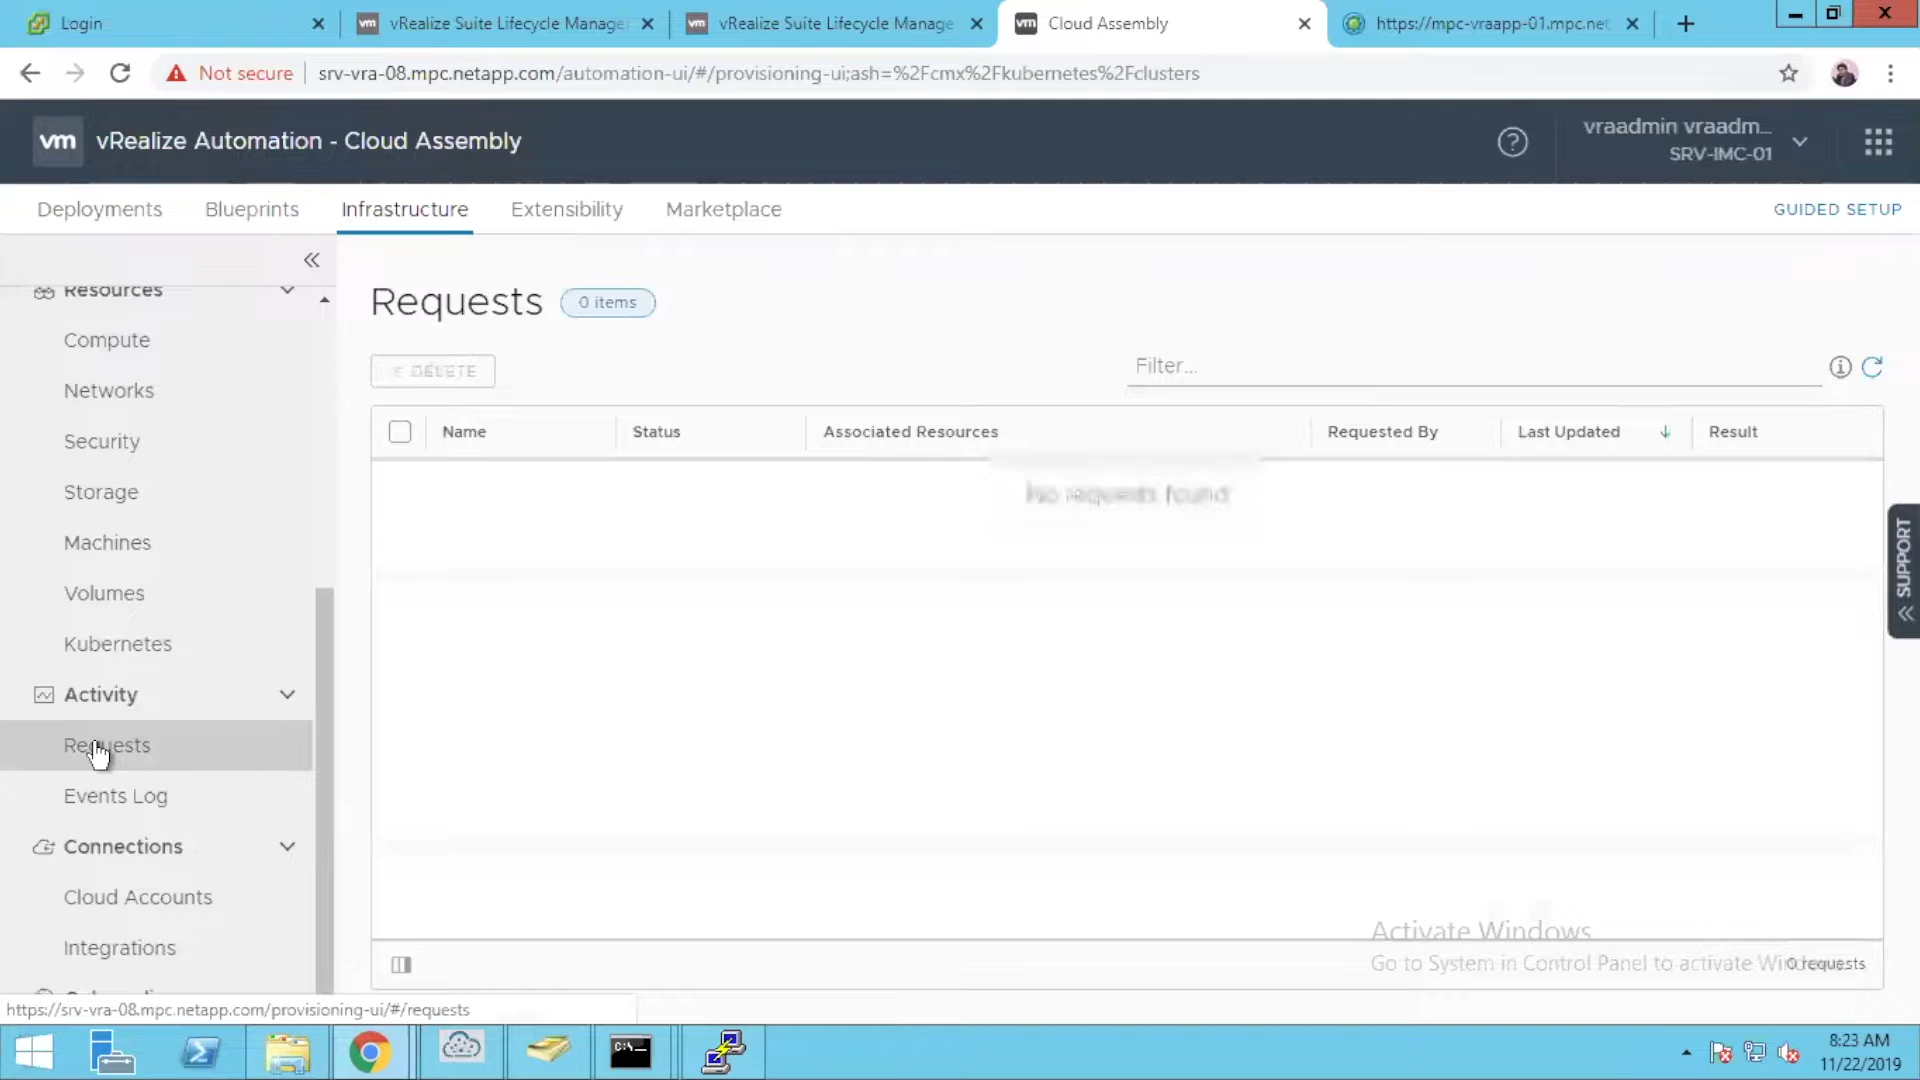 Login
vRealize Suite Lifecycle Manage
vRealize Suite Lifecycle Manage
Cloud Assembly
https://mpc-vraapp-01.mpc.net
Not secure
srv-vra-08.mpc.netapp.com/automation-ui/#/provisioning-ui;ash=%2Fcmx%2Fkubernetes%2Fclusters
vm vRealize Automation - Cloud Assembly
vraadmin vraadm...
SRV-IMC-01
Deployments Blueprints Infrastructure Extensibility Marketplace
GUIDED SETUP
Resources
Compute
Networks
Security
Storage
Machines
Volumes
Kubernetes
Activity
Requests
Events Log
Connections
Cloud Accounts
Integrations
Requests 0 items
DELETE
Filter...
Name Status Associated Resources Requested By Last Updated Result
No requests found
SUPPORT
Activate Windows
Go to System in Control Panel to activate Windows.
0 requests
https://srv-vra-08.mpc.netapp.com/provisioning-ui/#/requests
8:23 AM
11/22/2019